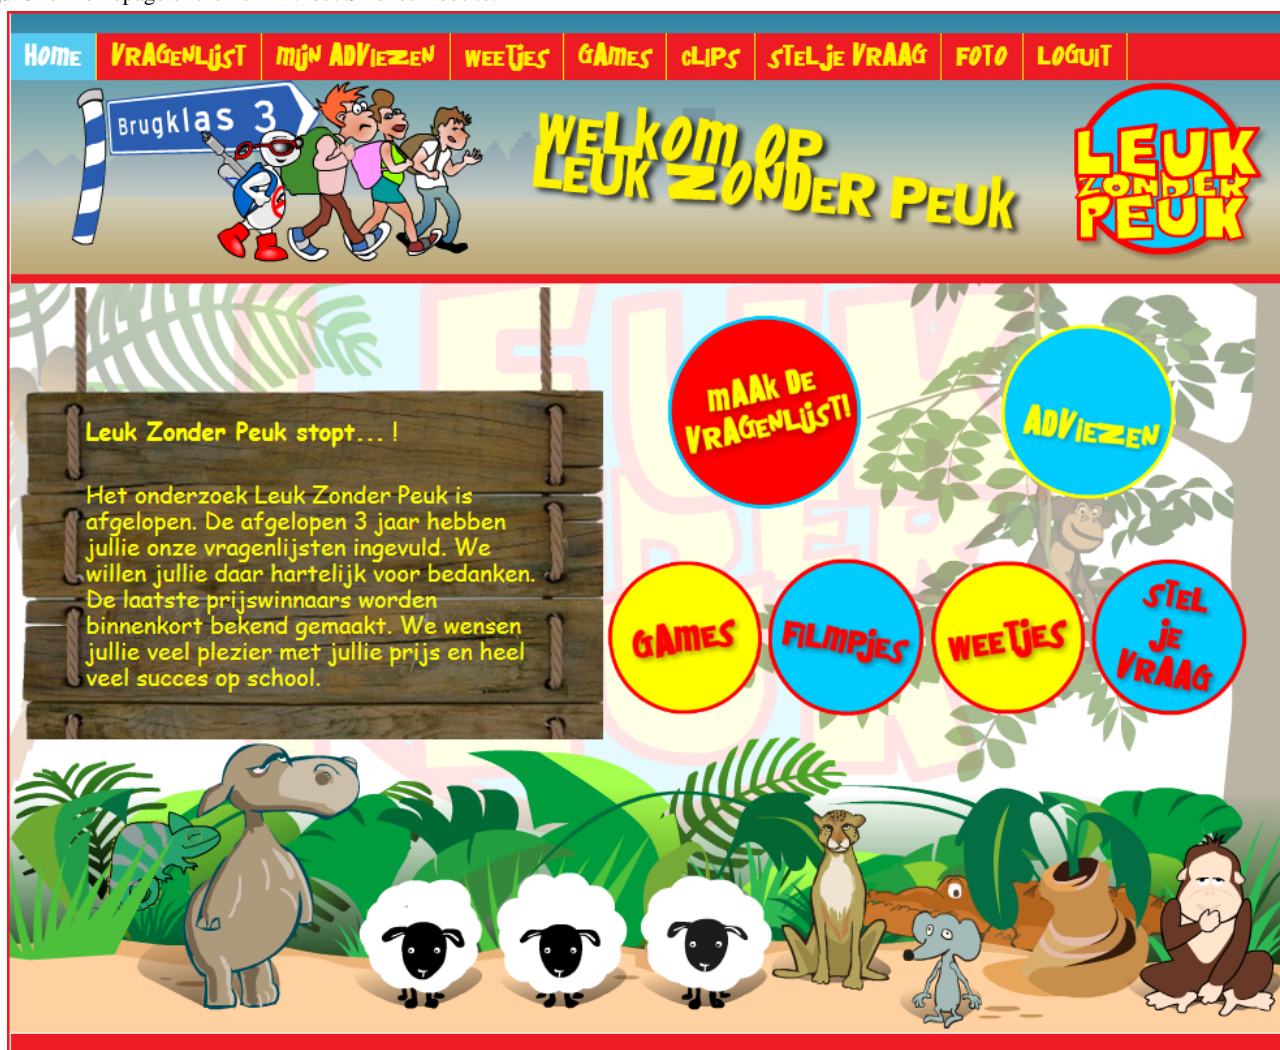 Home VRAGENLIJST mijn ADVIEZEN WEETJES GAMES CLIPS STEL JE VRAAG FOTO LOGUIT
Brugklas 3
WELKOM OP
LEUK ZONDER PEUK
LEUK
ZONDER
PEUK
Leuk Zonder Peuk stopt... !
Het onderzoek Leuk Zonder Peuk is
afgelopen. De afgelopen 3 jaar hebben
jullie onze vragenlijsten ingevuld. We
willen jullie daar hartelijk voor bedanken.
De laatste prijswinnaars worden
binnenkort bekend gemaakt. We wensen
jullie veel plezier met jullie prijs en heel
veel succes op school.
MAAK DE
VRAGENLIJST!
ADVIEZEN
GAMES
FILMPJES
WEETJES
STEL
JE
VRAAG